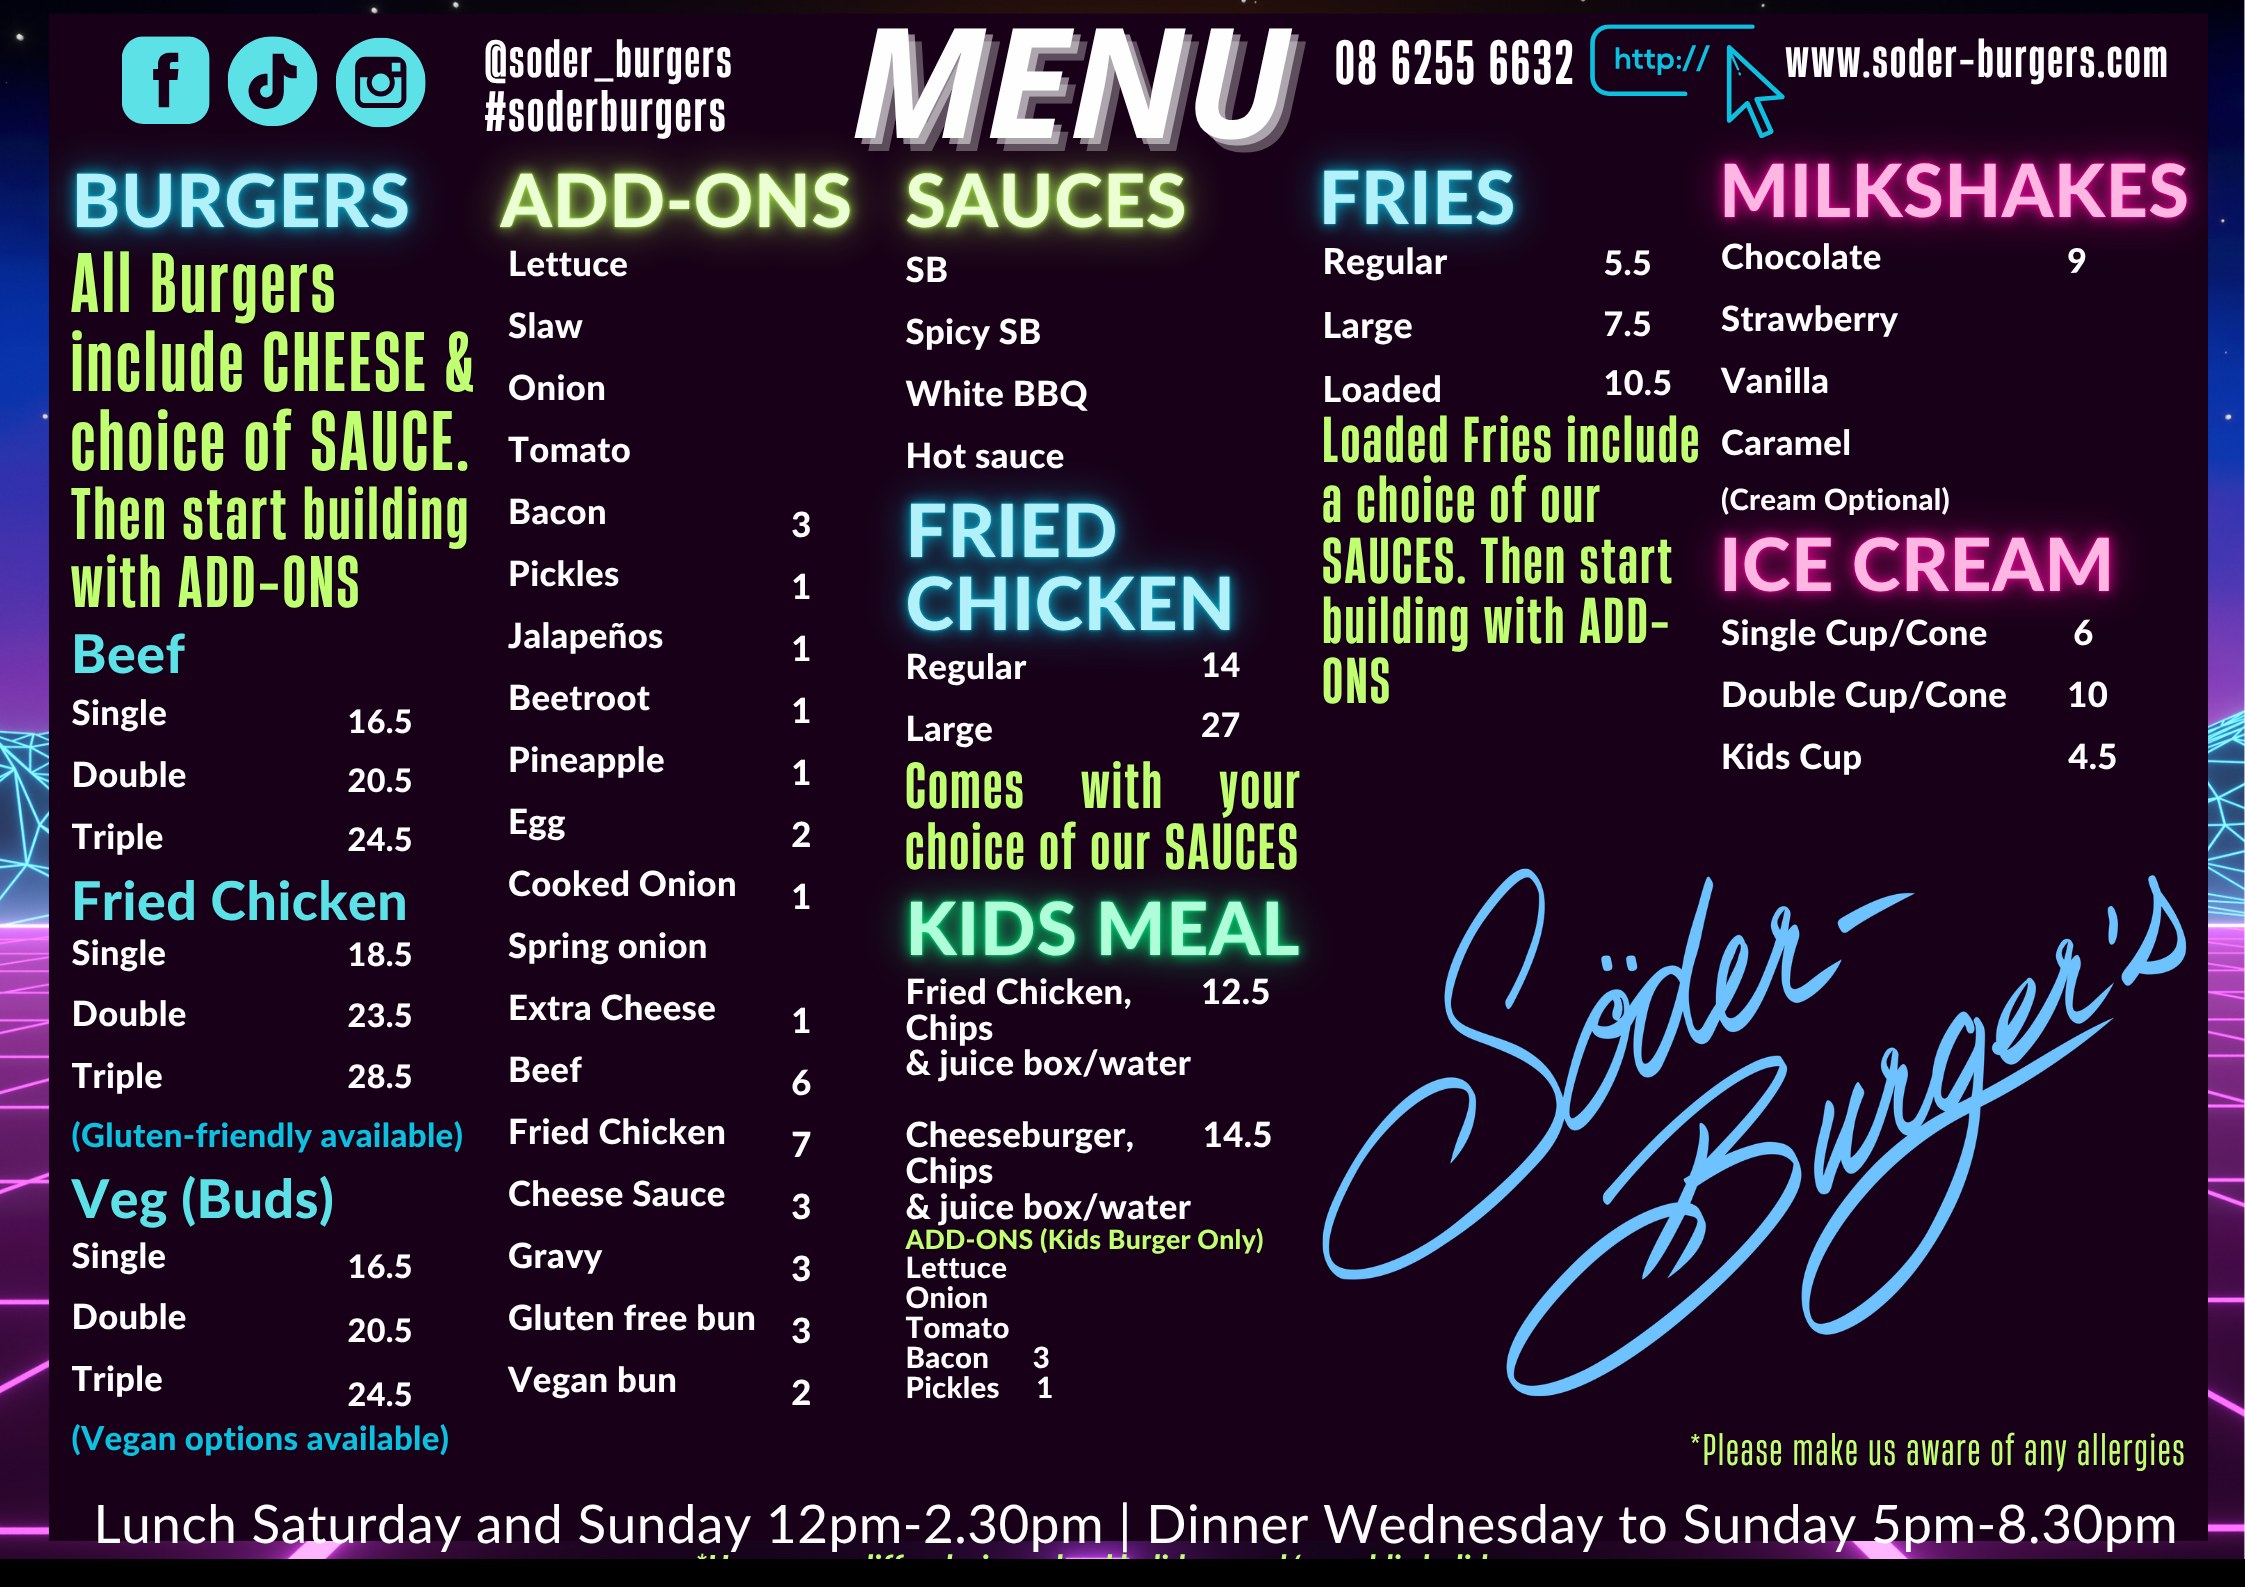 @soder_burgers
#soderburgers
MENU
08 6255 6632
http://
www.soder-burgers.com
BURGERS
All Burgers
include CHEESE &
choice of SAUCE.
Then start building
with ADD-ONS
Beef
Single 16.5
Double 20.5
Triple 24.5
Fried Chicken
Single 18.5
Double 23.5
Triple 28.5
(Gluten-friendly available)
Veg (Buds)
Single 16.5
Double 20.5
Triple 24.5
(Vegan options available)
ADD-ONS
Lettuce
Slaw
Onion
Tomato
Bacon 3
Pickles 1
Jalapeños 1
Beetroot 1
Pineapple 1
Egg 2
Cooked Onion 1
Spring onion
Extra Cheese 1
Beef 6
Fried Chicken 7
Cheese Sauce 3
Gravy 3
Gluten free bun 3
Vegan bun 2
SAUCES
SB
Spicy SB
White BBQ
Hot sauce
FRIED
CHICKEN
Regular 14
Large 27
Comes with your
choice of our SAUCES
KIDS MEAL
Fried Chicken, 12.5
Chips
& juice box/water
Cheeseburger, 14.5
Chips
& juice box/water
ADD-ONS (Kids Burger Only)
Lettuce
Onion
Tomato
Bacon 3
Pickles 1
FRIES
Regular 5.5
Large 7.5
Loaded 10.5
Loaded Fries include
a choice of our
SAUCES. Then start
building with ADD-
ONS
MILKSHAKES
Chocolate 9
Strawberry
Vanilla
Caramel
(Cream Optional)
ICE CREAM
Single Cup/Cone 6
Double Cup/Cone 10
Kids Cup 4.5
Söder-
Burger's
*Please make us aware of any allergies
Lunch Saturday and Sunday 12pm-2.30pm | Dinner Wednesday to Sunday 5pm-8.30pm